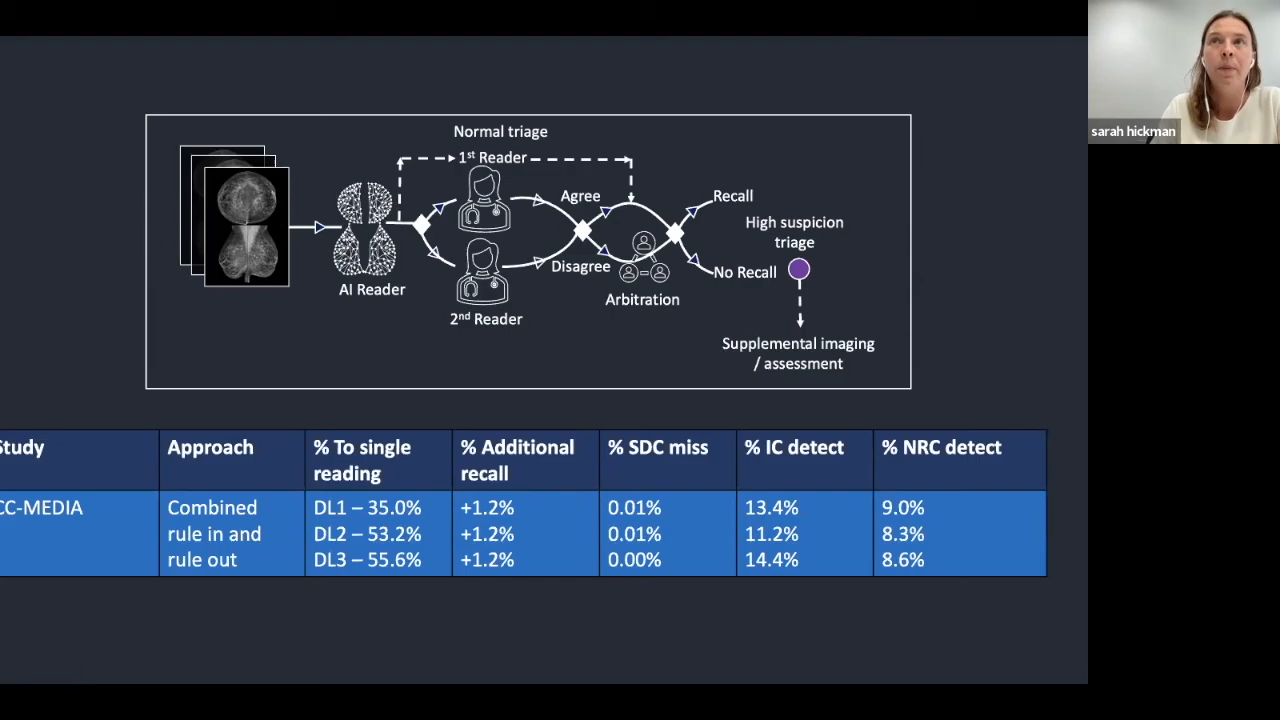 sarah hickman
Normal triage
1st Reader
Agree
Recall
High suspicion
triage
Disagree
No Recall
AI Reader
Arbitration
2nd Reader
Supplemental imaging
/ assessment
Study
Approach
% To single
reading
% Additional
recall
% SDC miss
% IC detect
% NRC detect
CC-MEDIA
Combined
rule in and
rule out
DL1 – 35.0%
DL2 – 53.2%
DL3 – 55.6%
+1.2%
+1.2%
+1.2%
0.01%
0.01%
0.00%
13.4%
11.2%
14.4%
9.0%
8.3%
8.6%